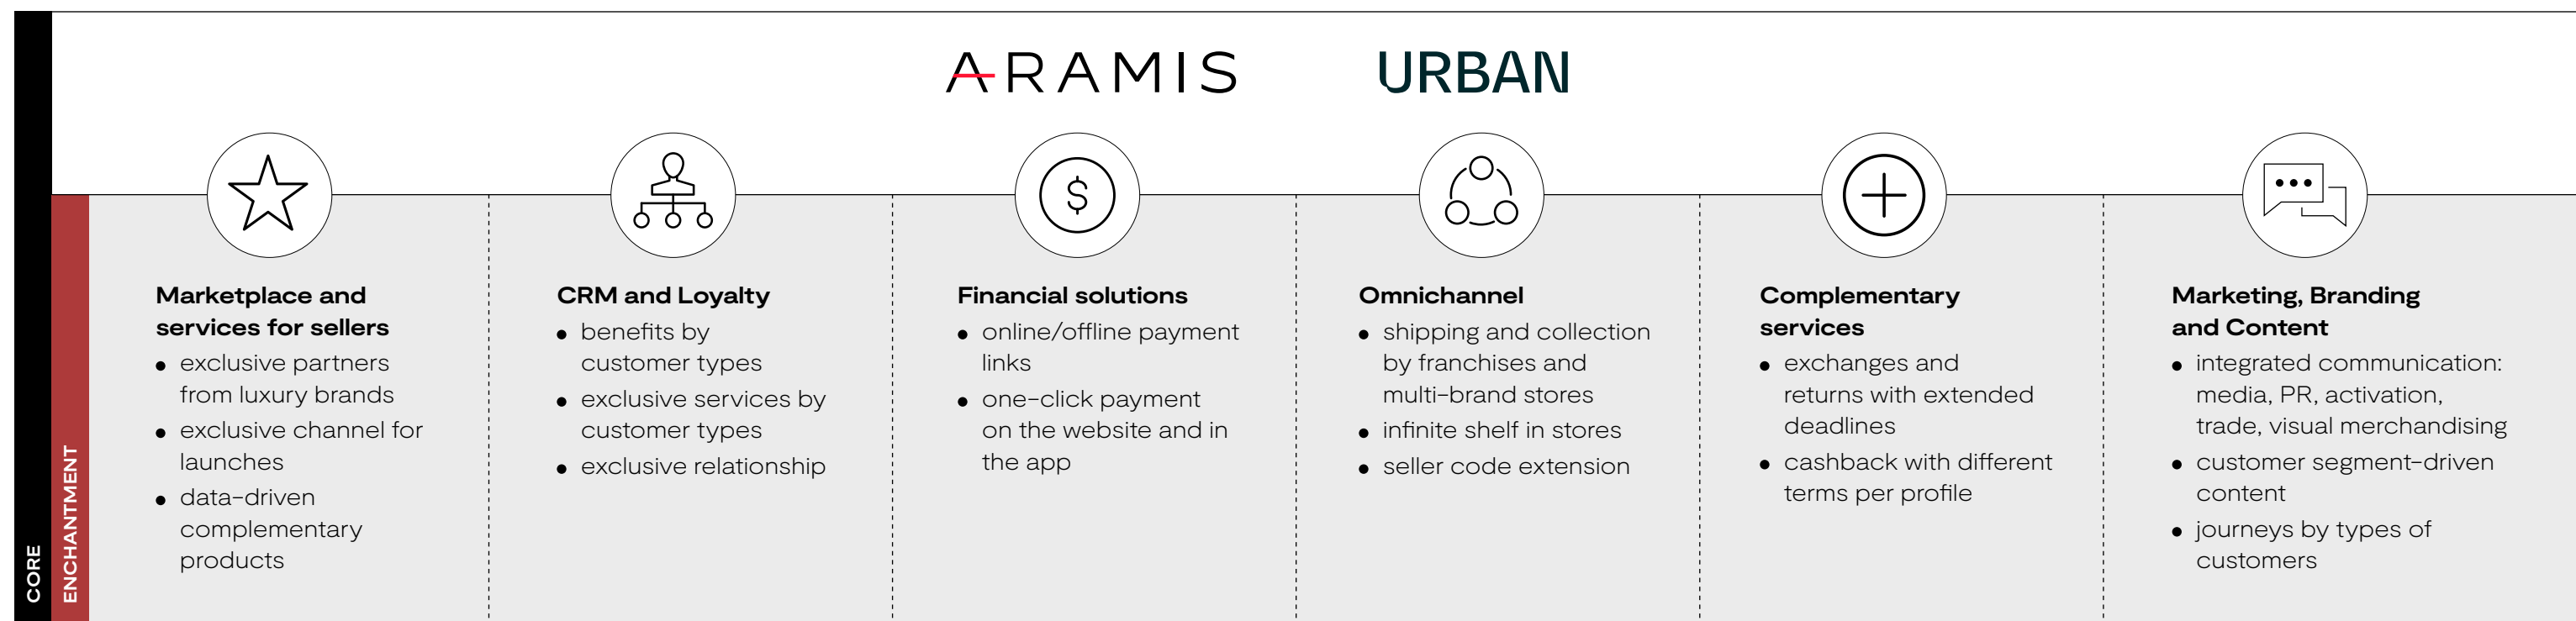 ARAMIS
URBAN
CORE
ENCHANTMENT
Marketplace and
services for sellers
• exclusive partners
from luxury brands
• exclusive channel for
launches
• data-driven
complementary
products
CRM and Loyalty
• benefits by
customer types
• exclusive services by
customer types
• exclusive relationship
Financial solutions
• online/offline payment
links
• one-click payment
on the website and in
the app
Omnichannel
• shipping and collection
by franchises and
multi-brand stores
• infinite shelf in stores
• seller code extension
Complementary
services
• exchanges and
returns with extended
deadlines
• cashback with different
terms per profile
Marketing, Branding
and Content
• integrated communication:
media, PR, activation,
trade, visual merchandising
• customer segment-driven
content
• journeys by types of
customers